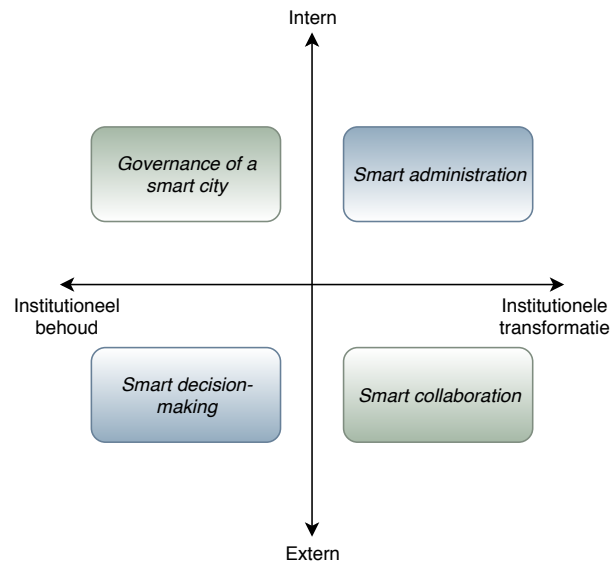 Intern
Governance of a
smart city
Smart administration
Institutioneel
behoud
Institutionele
transformatie
Smart decision-
making
Smart collaboration
Extern